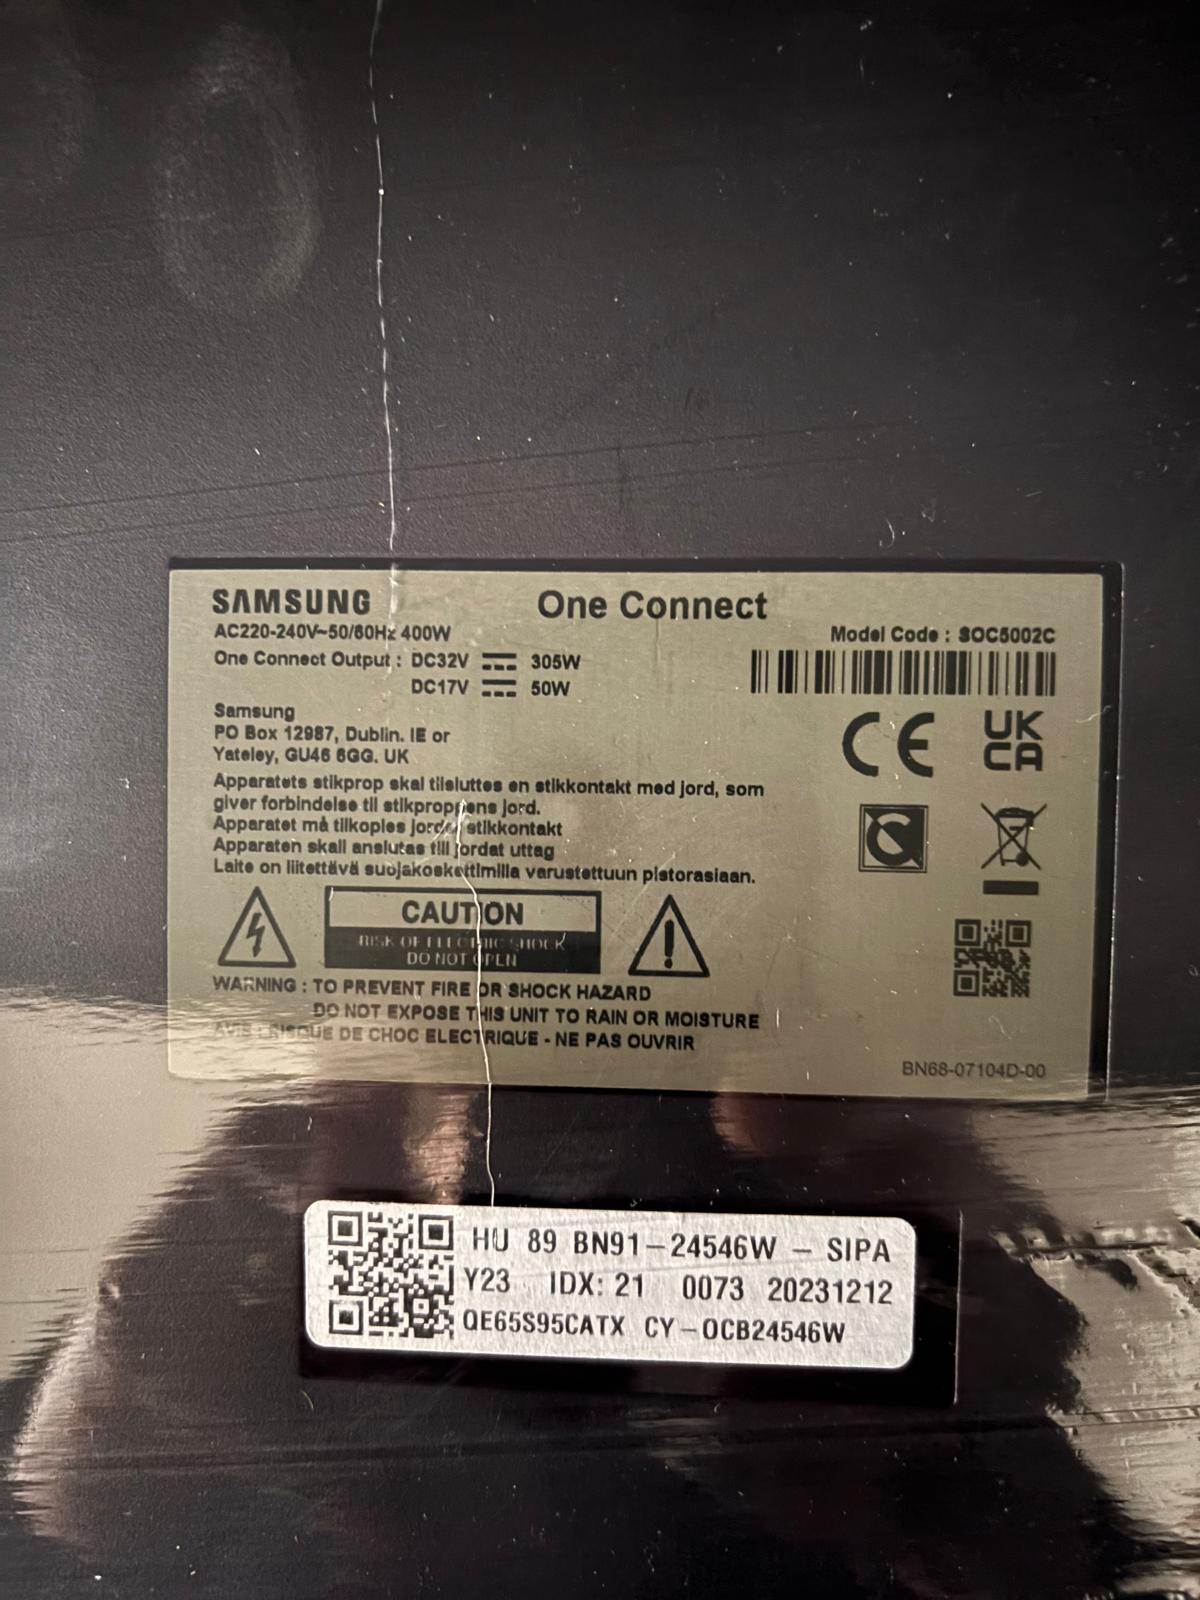 SAMSUNG
One Connect
AC220-240V~50/60Hz 400W
Model Code : SOC5002C
One Connect Output : DC32V 305W
DC17V 50W
Samsung
PO Box 12987, Dublin. IE or
Yateley, GU46 6GG. UK
CE
UK
CA
Apparatets stikprop skal tilsluttes en stikkontakt med jord, som
giver forbindelse til stikproppens jord.
Apparatet må tilkoples jordet stikkontakt
Apparaten skall anslutas till jordat uttag
Laite on liitettävä suojakoskettimilla varustettuun pistorasiaan.
CAUTION
RISK OF ELECTRIC SHOCK
DO NOT OPEN
WARNING : TO PREVENT FIRE OR SHOCK HAZARD
DO NOT EXPOSE THIS UNIT TO RAIN OR MOISTURE
AVIS : RISQUE DE CHOC ELECTRIQUE - NE PAS OUVRIR
BN68-07104D-00
HU 89 BN91-24546W - SIPA
Y23 IDX: 21 0073 20231212
QE65S95CATX CY-OCB24546W